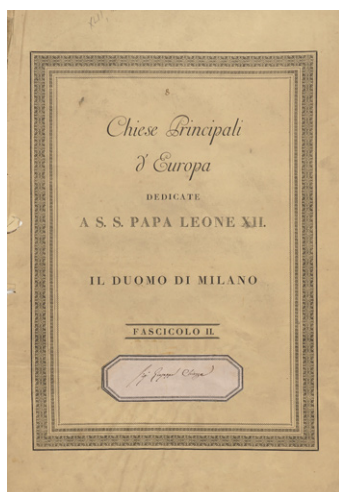 Chiese Principali
d' Europa
DEDICATE
A S. S. PAPA LEONE XII.
IL DUOMO DI MILANO
FASCICOLO II.